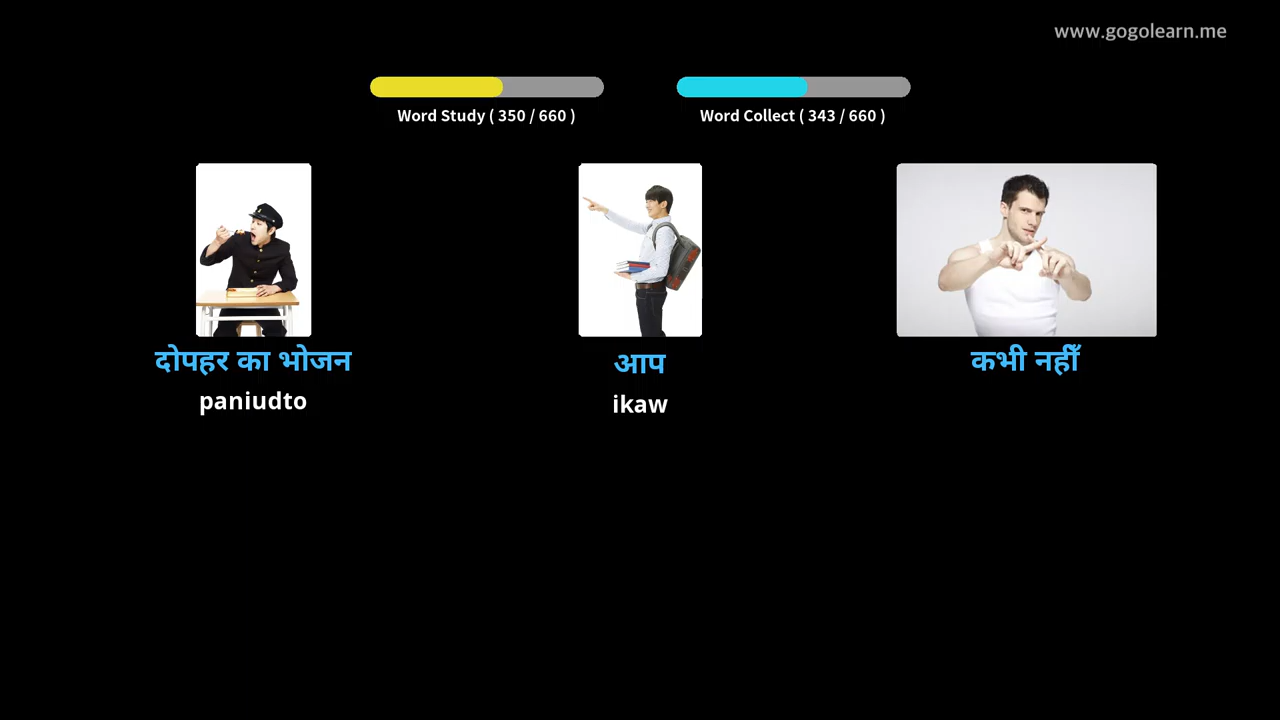 www.gogolearn.me
Word Study ( 350 / 660 )
Word Collect ( 343 / 660 )
दोपहर का भोजन
आप
कभी नहीँ
paniudto
ikaw